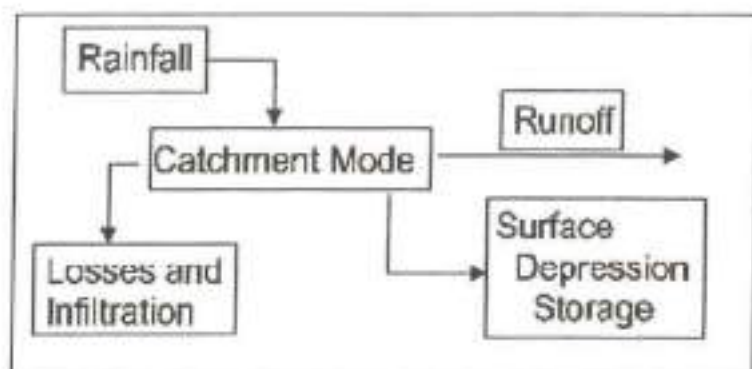 Rainfall
Runoff
Catchment Mode
Surface
Depression
Storage
Losses and
Infiltration